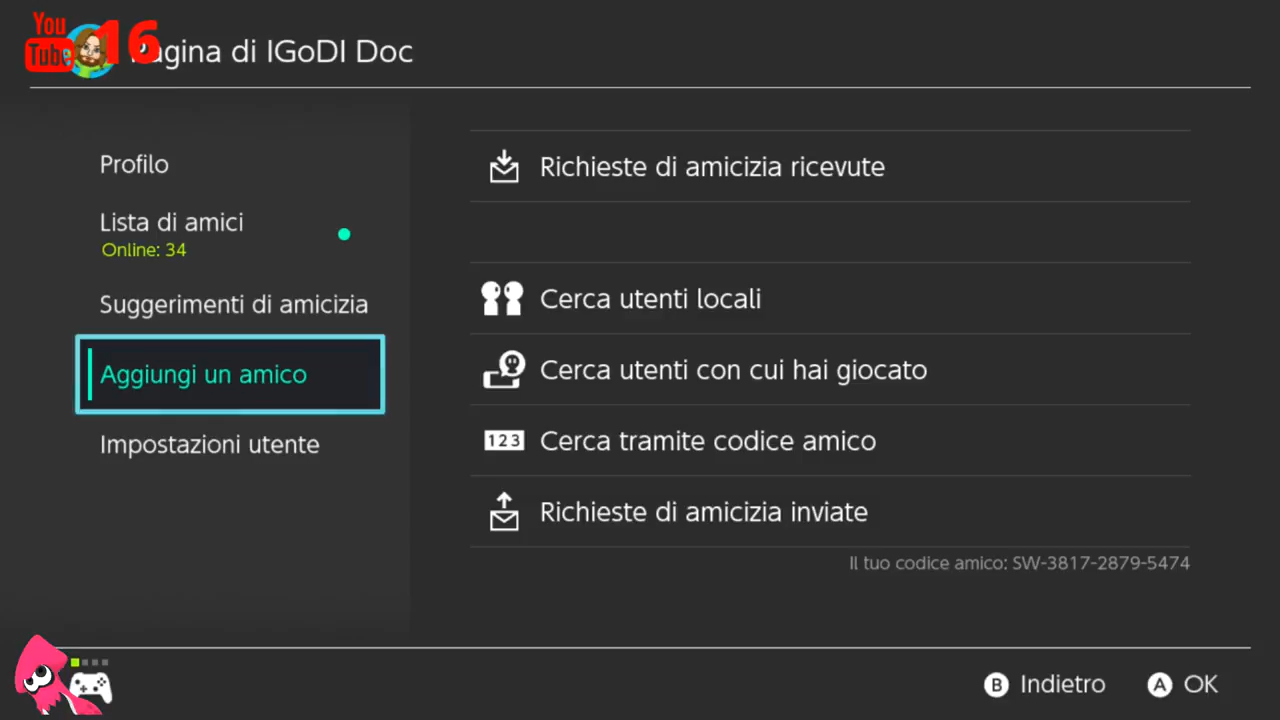 You
Tube
16
Pagina di IGoDI Doc
Profilo
Lista di amici
Online: 34
Suggerimenti di amicizia
Aggiungi un amico
Impostazioni utente
Richieste di amicizia ricevute
Cerca utenti locali
Cerca utenti con cui hai giocato
123 Cerca tramite codice amico
Richieste di amicizia inviate
Il tuo codice amico: SW-3817-2879-5474
B Indietro A OK